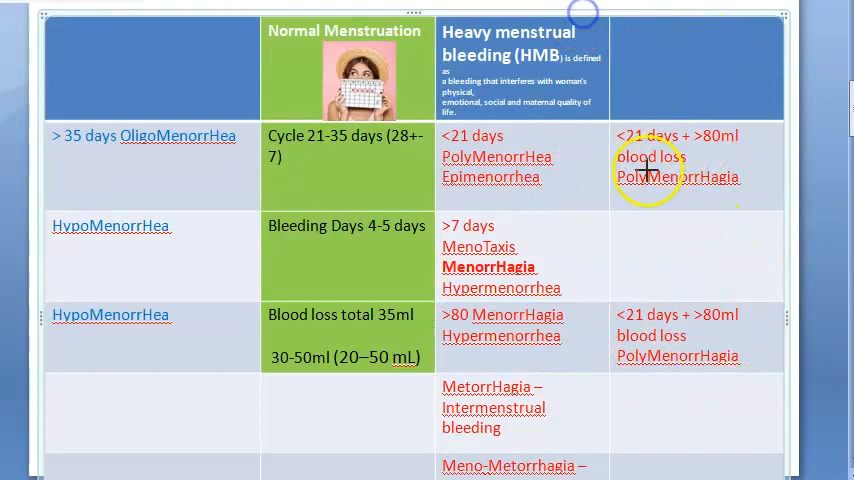 Normal Menstruation
Heavy menstrual
bleeding (HMB) is defined
as
a bleeding that interferes with woman's
physical,
emotional, social and maternal quality of
life.
> 35 days OligoMenorrHea
Cycle 21-35 days (28+-
7)
<21 days
PolyMenorrHea
Epimenorrhea
<21 days + >80ml
blood loss
PolyMenorrHagia
HypoMenorrHea
Bleeding Days 4-5 days
>7 days
MenoTaxis
MenorrHagia
Hypermenorrhea
HypoMenorrHea
Blood loss total 35ml
30-50ml (20–50 mL)
>80 MenorrHagia
Hypermenorrhea
<21 days + >80ml
blood loss
PolyMenorrHagia
MetorrHagia –
Intermenstrual
bleeding
Meno-Metorrhagia –